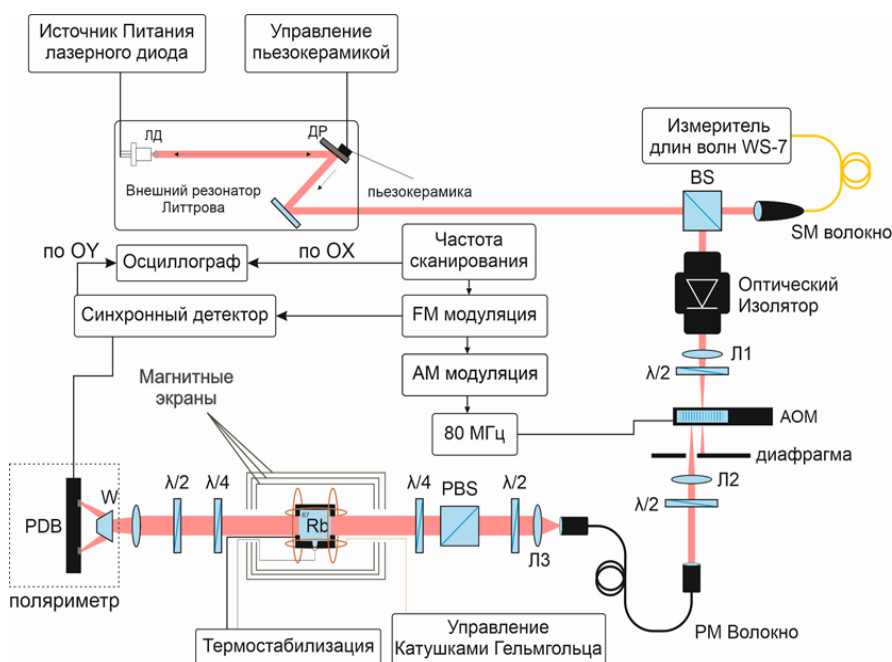 Источник Питания
лазерного диода
Управление
пьезокерамикой
ЛД
ДР
Измеритель
длин волн WS-7
пьезокерамика
Внешний резонатор
Литтрова
BS
SM волокно
по OY
Осциллограф
по OX
Частота
сканирования
Оптический
Изолятор
Синхронный детектор
FM модуляция
Л1
λ/2
Магнитные
экраны
AM модуляция
80 МГц
АОМ
диафрагма
Л2
λ/2
W
λ/2
λ/4
λ/4
PBS
λ/2
PDB
87
Rb
Л3
поляриметр
Термостабилизация
Управление
Катушками Гельмгольца
PM Волокно